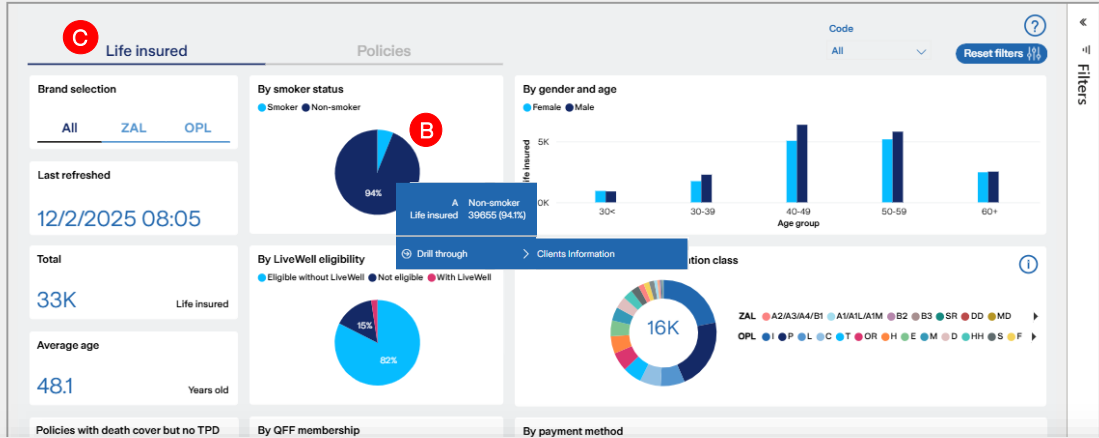 C
Life insured
Policies
Code
All
?
Reset filters
Filters
Brand selection
All ZAL OPL
Last refreshed
12/2/2025 08:05
Total
33K
Life insured
Average age
48.1
Years old
Policies with death cover but no TPD
By smoker status
Smoker Non-smoker
B
94%
A Non-smoker
Life insured 39655 (94.1%)
Drill through Clients Information
By LiveWell eligibility
Eligible without LiveWell Not eligible With LiveWell
15%
82%
By QFF membership
By gender and age
Female Male
5K
0K
30< 30-39 40-49 50-59 60+
Age group
class
i
16K
ZAL A2/A3/A4/B1 A1/A1L/A1M B2 B3 SR DD MD
OPL I P L C T OR H E M D HH S F
By payment method